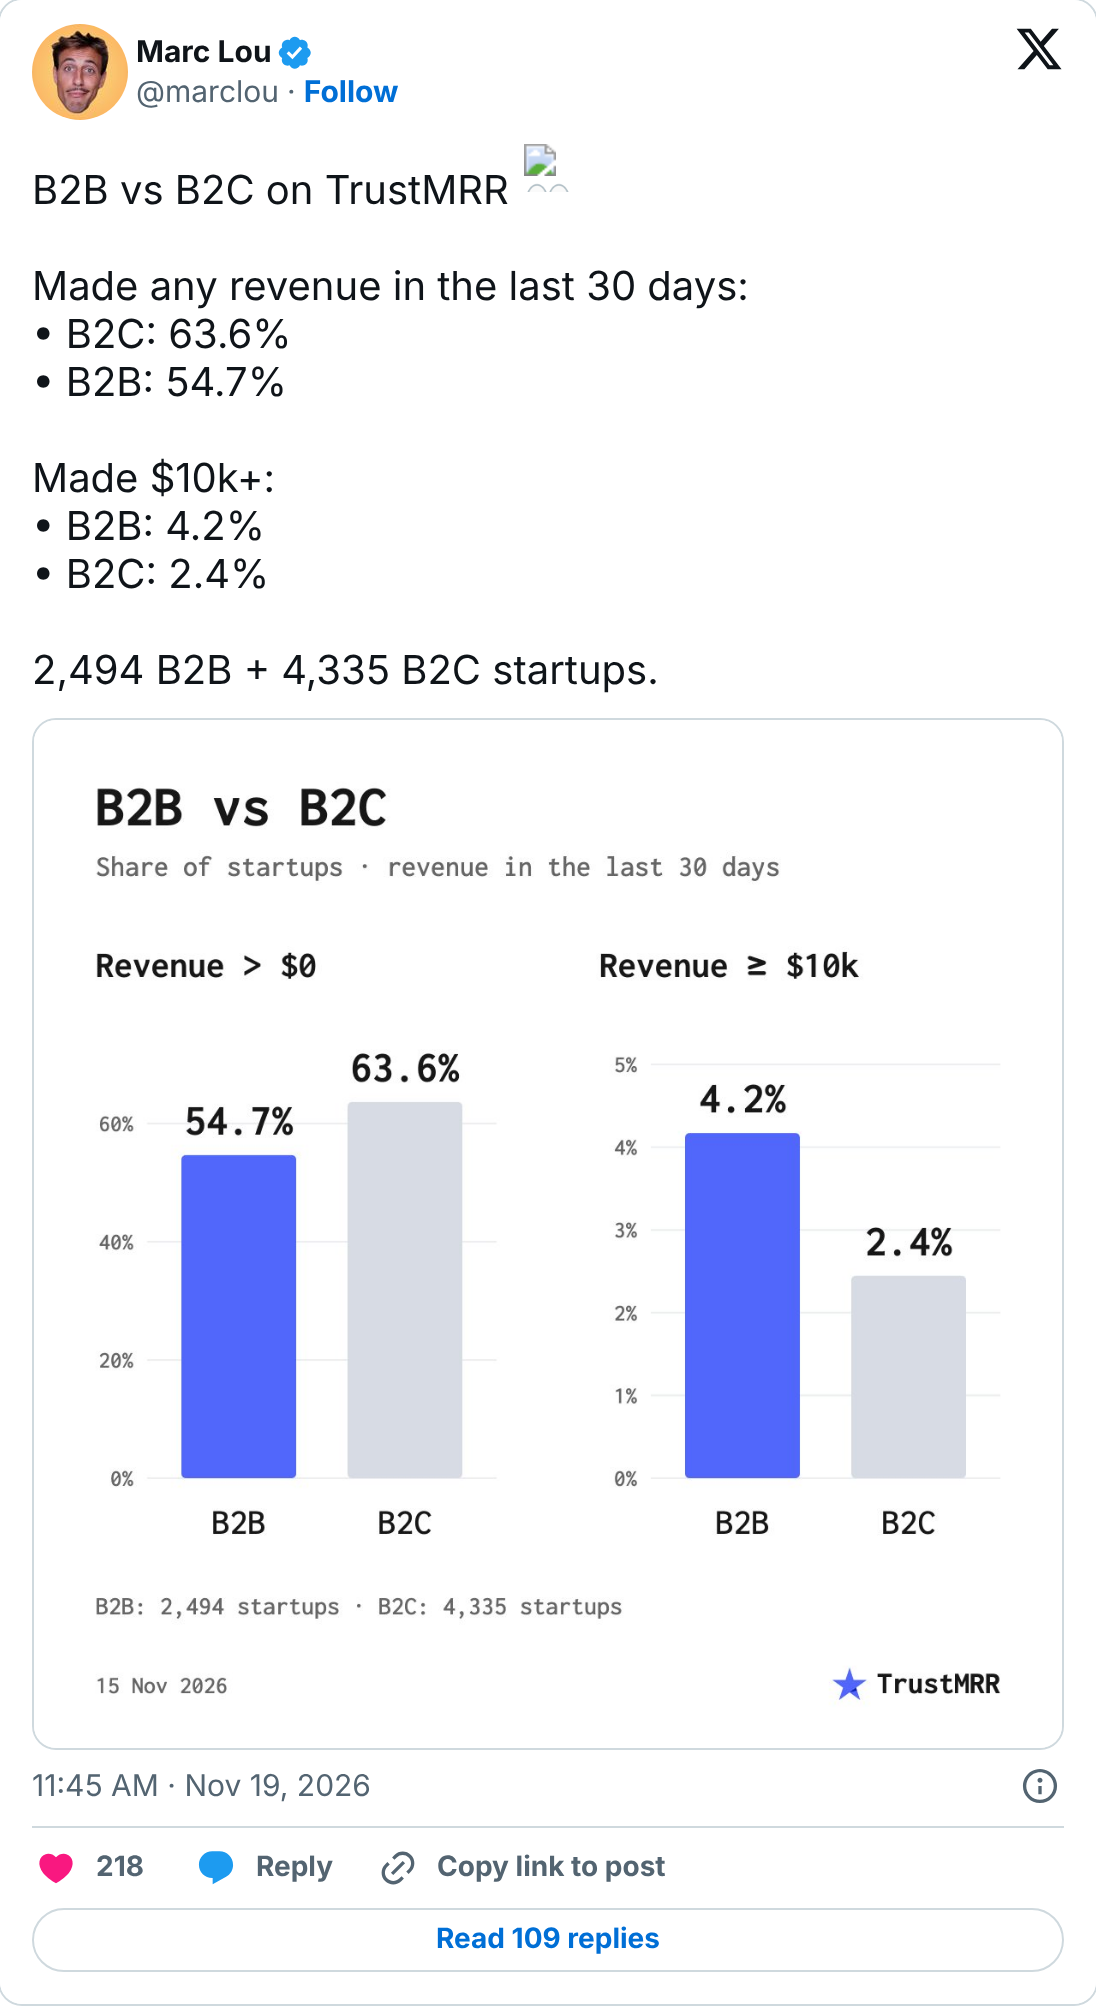 Marc Lou
@marclou · Follow
B2B vs B2C on TrustMRR
Made any revenue in the last 30 days:
• B2C: 63.6%
• B2B: 54.7%
Made $10k+:
• B2B: 4.2%
• B2C: 2.4%
2,494 B2B + 4,335 B2C startups.
B2B vs B2C
Share of startups · revenue in the last 30 days
Revenue > $0
63.6%
54.7%
60%
40%
20%
0%
B2B B2C
Revenue ≥ $10k
5%
4.2%
4%
3%
2.4%
2%
1%
0%
B2B B2C
B2B: 2,494 startups · B2C: 4,335 startups
15 Nov 2026
TrustMRR
11:45 AM · Nov 19, 2026
218 Reply Copy link to post
Read 109 replies